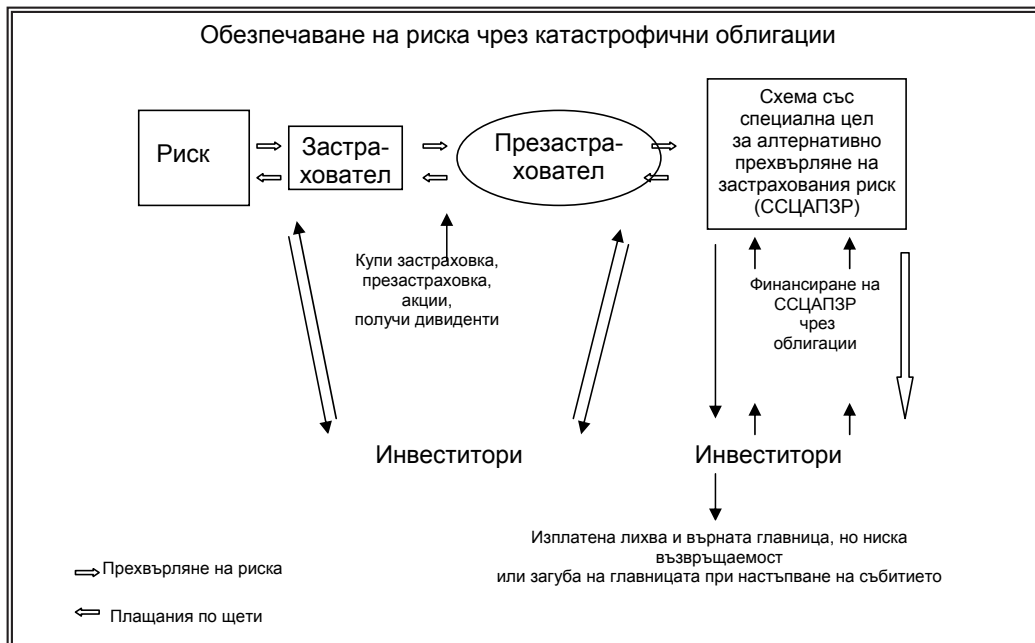 Обезпечаване на риска чрез катастрофични облигации
Риск
Застра-
ховател
Презастра-
ховател
Схема със
специална цел
за алтернативно
прехвърляне на
застрахования риск
(ССЦАПЗР)
Купи застраховка,
презастраховка,
акции,
получи дивиденти
Финансиране на
ССЦАПЗР
чрез
облигации
Инвеститори
Инвеститори
Изплатена лихва и върната главница, но ниска
възвръщаемост
или загуба на главницата при настъпване на събитието
Прехвърляне на риска
Плащания по щети